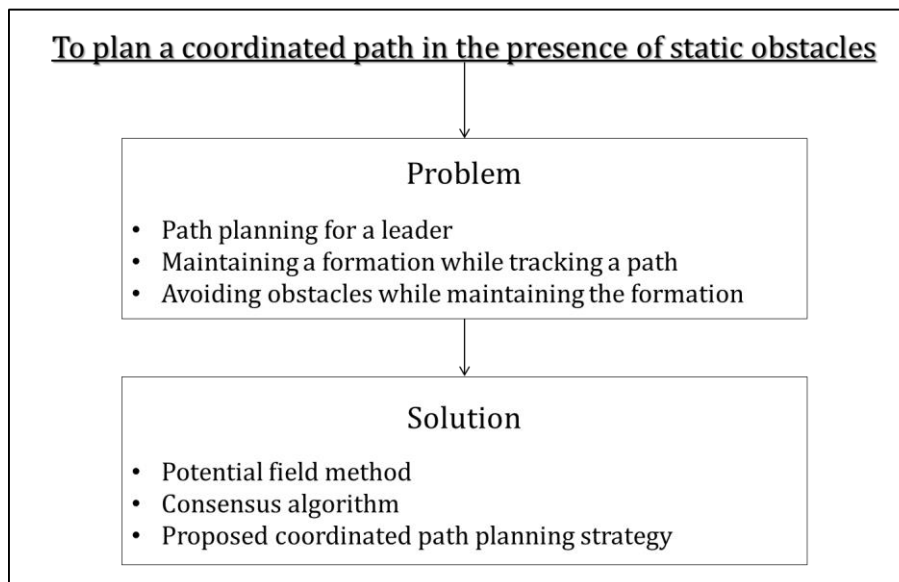 To plan a coordinated path in the presence of static obstacles
Problem
• Path planning for a leader
• Maintaining a formation while tracking a path
• Avoiding obstacles while maintaining the formation
Solution
• Potential field method
• Consensus algorithm
• Proposed coordinated path planning strategy